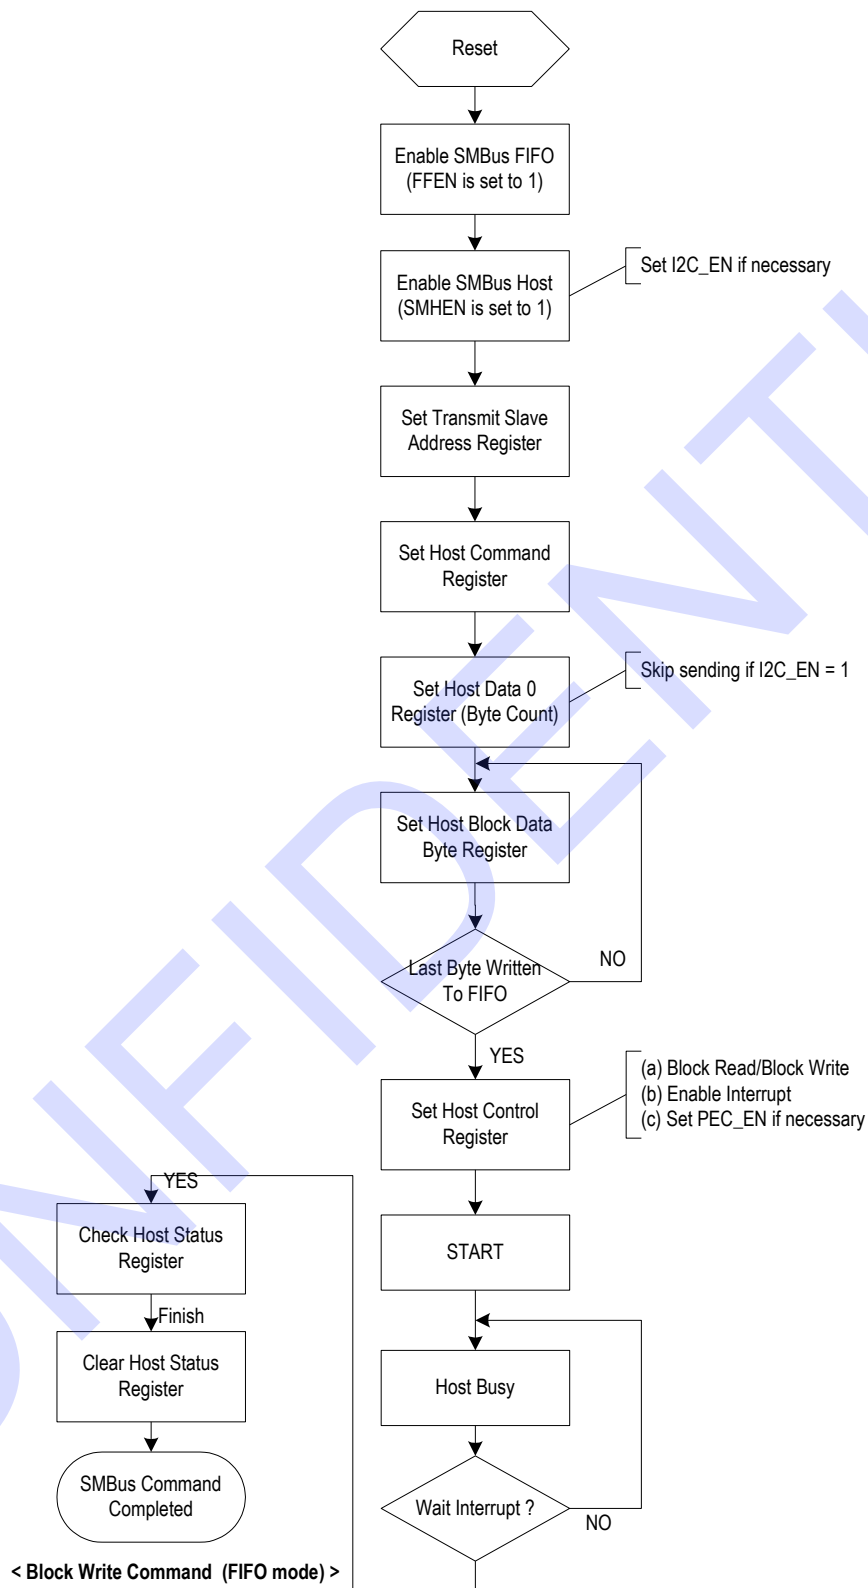 Reset
Enable SMBus FIFO
(FFEN is set to 1)
Enable SMBus Host
(SMHEN is set to 1)
Set I2C_EN if necessary
Set Transmit Slave
Address Register
Set Host Command
Register
Set Host Data 0
Register (Byte Count)
Skip sending if I2C_EN = 1
Set Host Block Data
Byte Register
Last Byte Written
To FIFO
NO
YES
Set Host Control
Register
(a) Block Read/Block Write
(b) Enable Interrupt
(c) Set PEC_EN if necessary
START
Host Busy
Wait Interrupt ?
NO
YES
Check Host Status
Register
Finish
Clear Host Status
Register
SMBus Command
Completed
< Block Write Command (FIFO mode) >
ONFIDENTI